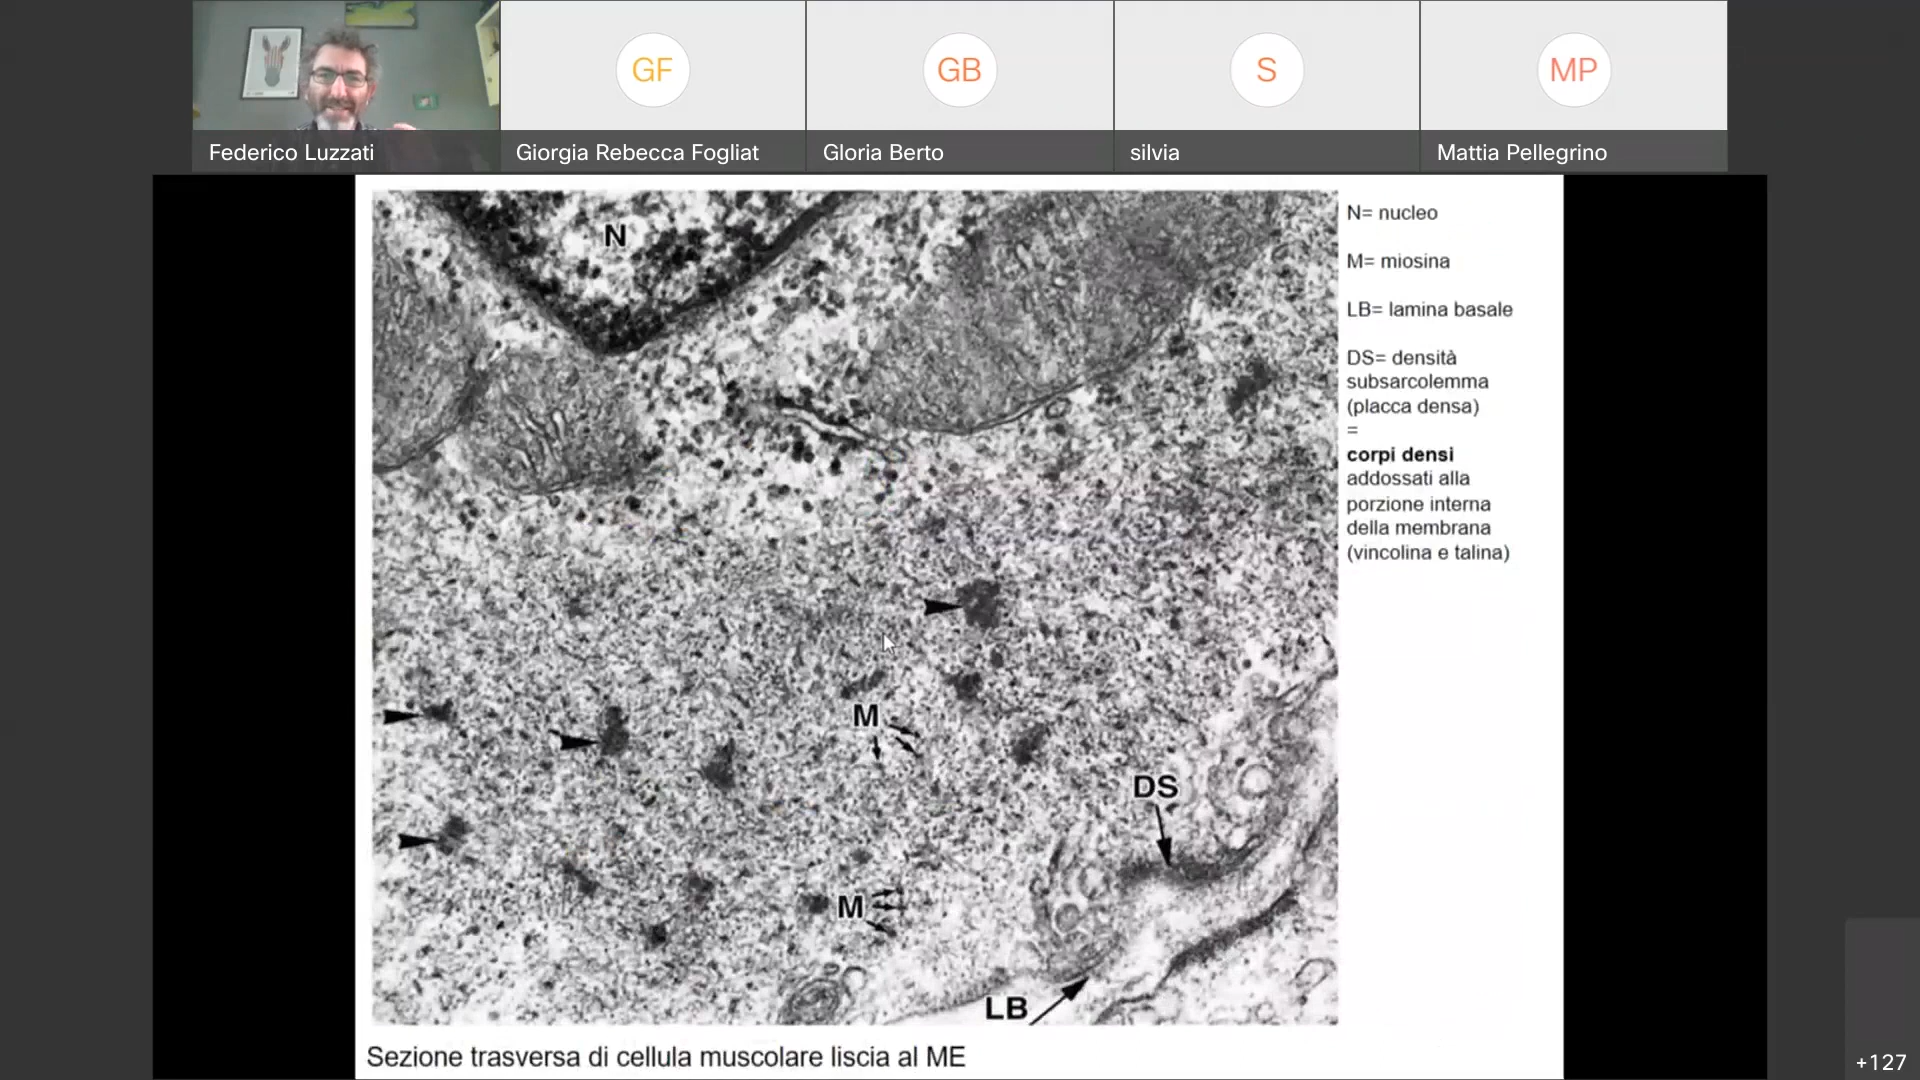 GF
GB
S
MP
Federico Luzzati
Giorgia Rebecca Fogliat
Gloria Berto
silvia
Mattia Pellegrino
N
N= nucleo
M= miosina
LB= lamina basale
DS= densità
subsarcolemma
(placca densa)
=
corpi densi
addossati alla
porzione interna
della membrana
(vincolina e talina)
M
DS
M
LB
Sezione trasversa di cellula muscolare liscia al ME
+127